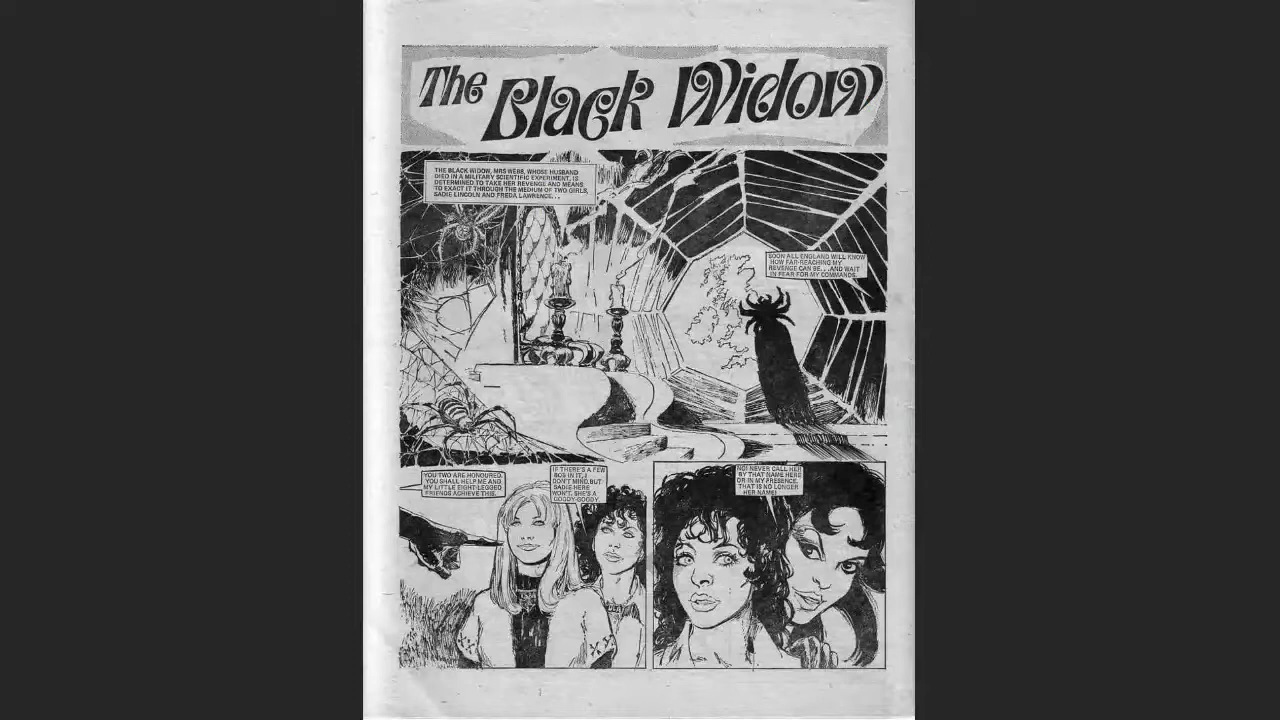 The Black Widow
THE BLACK WIDOW, MRS WEBB, WHOSE HUSBAND
DIED IN A MILITARY SCIENTIFIC EXPERIMENT, IS
DETERMINED TO TAKE HER REVENGE AND MEANS
TO EXACT IT THROUGH THE MEDIUM OF TWO GIRLS,
SADIE LINCOLN AND FREDA LAWRENCE...
SOON ALL ENGLAND WILL KNOW
HOW FAR-REACHING MY
REVENGE CAN BE...AND WAIT
IN FEAR FOR MY COMMANDS.
YOU TWO ARE HONOURED.
YOU SHALL HELP ME AND
MY LITTLE EIGHT-LEGGED
FRIENDS ACHIEVE THIS.
IF THERE'S A FEW
BOB IN IT, I
DON'T MIND. BUT
SADIE HERE
WON'T. SHE'S A
GOODY-GOODY.
NO! NEVER CALL HER
BY THAT NAME HERE
OR IN MY PRESENCE.
THAT IS NO LONGER
HER NAME!